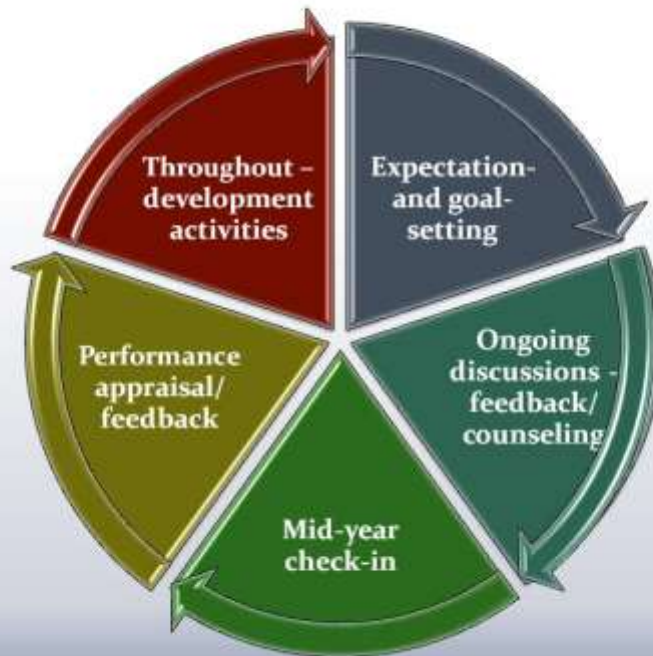 Throughout –
development
activities
Expectation-
and goal-
setting
Ongoing
discussions -
feedback/
counseling
Mid-year
check-in
Performance
appraisal/
feedback